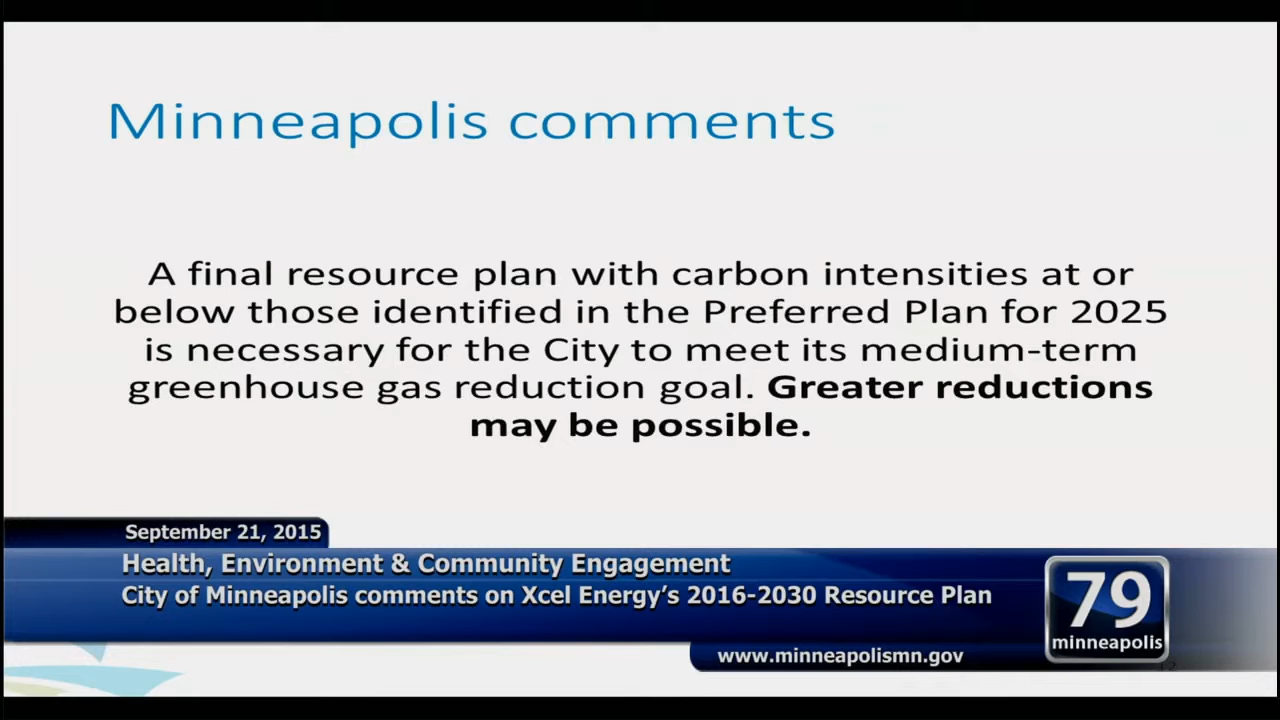 Minneapolis comments
A final resource plan with carbon intensities at or
below those identified in the Preferred Plan for 2025
is necessary for the City to meet its medium-term
greenhouse gas reduction goal. Greater reductions
may be possible.
September 21, 2015
Health, Environment & Community Engagement
City of Minneapolis comments on Xcel Energy's 2016-2030 Resource Plan
79
minneapolis
www.minneapolismn.gov
12